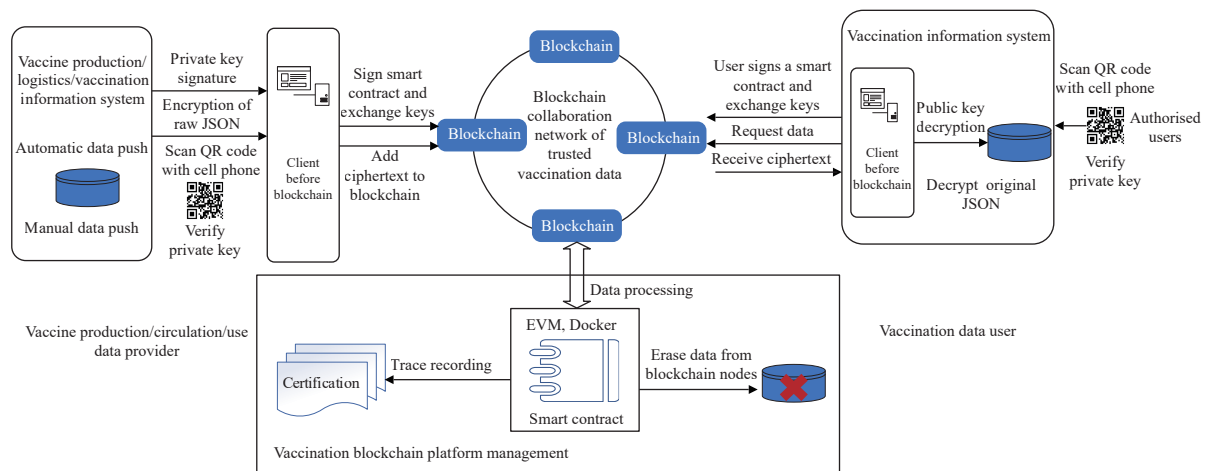 Vaccine production/
logistics/vaccination
information system
Automatic data push
Manual data push
Private key
signature
Encryption of
raw JSON
Scan QR code
with cell phone
Verify
private key
Client before
blockchain
Sign smart
contract and
exchange keys
Add
ciphertext to
blockchain
Blockchain
Blockchain
Blockchain
collaboration
network of
trusted
vaccination data
Blockchain
Blockchain
User signs a smart
contract and
exchange keys
Request data
Receive ciphertext
Vaccination information system
Client before
blockchain
Public key
decryption
Decrypt original
JSON
Scan QR code
with cell phone
Authorised
users
Verify
private key
Data processing
Vaccine production/circulation/use
data provider
EVM, Docker
Smart contract
Trace recording
Certification
Erase data from
blockchain nodes
Vaccination blockchain platform management
Vaccination data user